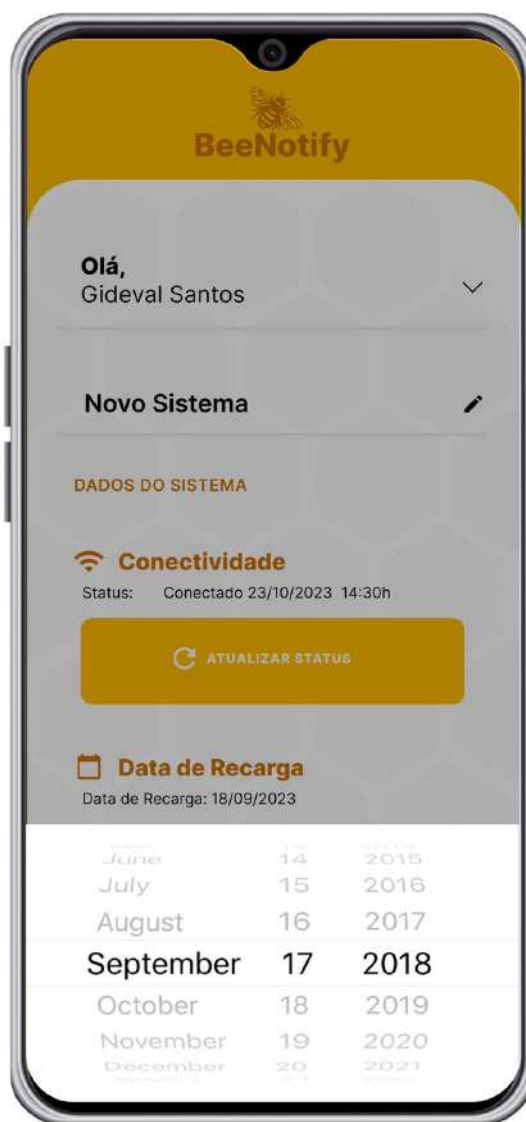 BeeNotify
Olá,
Gideval Santos
Novo Sistema
DADOS DO SISTEMA
Conectividade
Status: Conectado 23/10/2023 14:30h
ATUALIZAR STATUS
Data de Recarga
Data de Recarga: 18/09/2023
June 14 2015
July 15 2016
August 16 2017
September 17 2018
October 18 2019
November 19 2020
December 20 2021